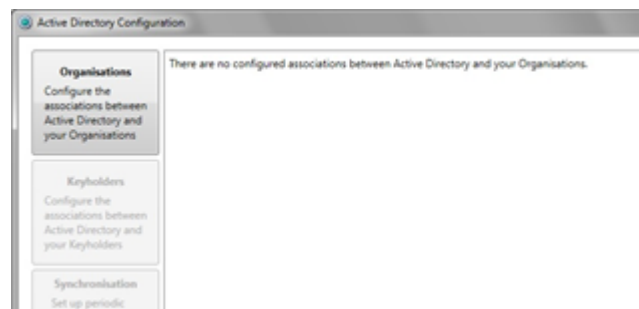 Active Directory Configuration
Organisations
Configure the
associations between
Active Directory and
your Organisations
There are no configured associations between Active Directory and your Organisations.
Keyholders
Configure the
associations between
Active Directory and
your Keyholders
Synchronisation
Set up periodic